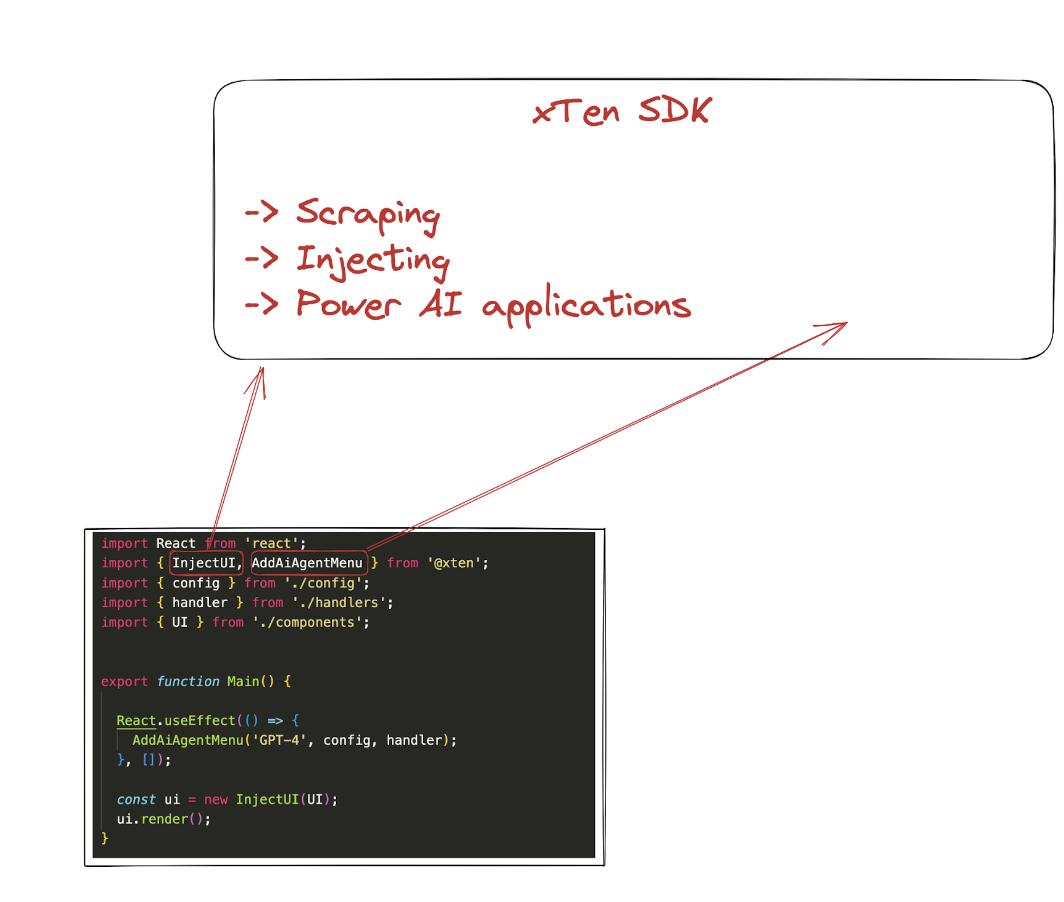 xTen SDK
-> Scraping
-> Injecting
-> Power AI applications
import React from 'react';
import { InjectUI, AddAiAgentMenu } from '@xten';
import { config } from './config';
import { handler } from './handlers';
import { UI } from './components';
export function Main() {
React.useEffect(() => {
AddAiAgentMenu('GPT-4', config, handler);
}, []);
const ui = new InjectUI(UI);
ui.render();
}